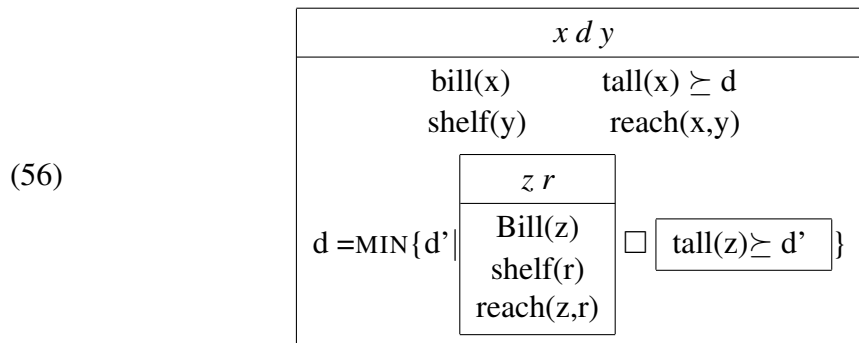 x d y
bill(x) tall(x) ⪰ d
shelf(y) reach(x,y)
(56)
z r
Bill(z)
shelf(r)
reach(z,r)
d =MIN{d'| □ tall(z)⪰ d' }